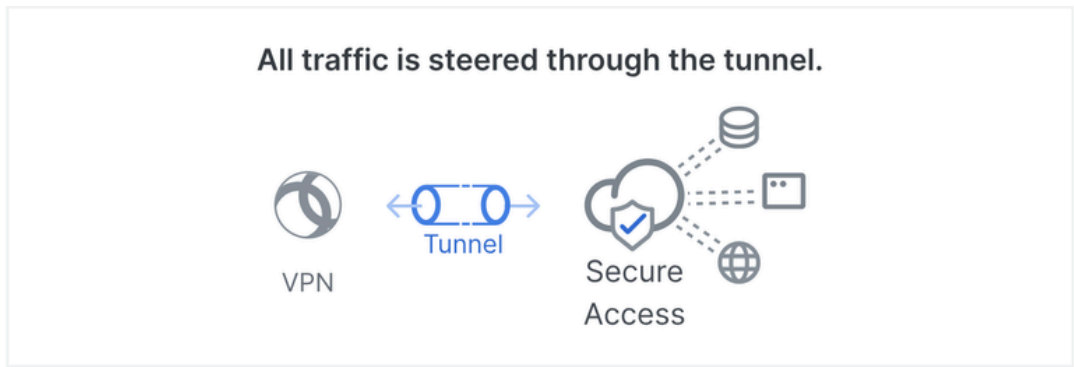 All traffic is steered through the tunnel.
Tunnel
VPN
Secure
Access